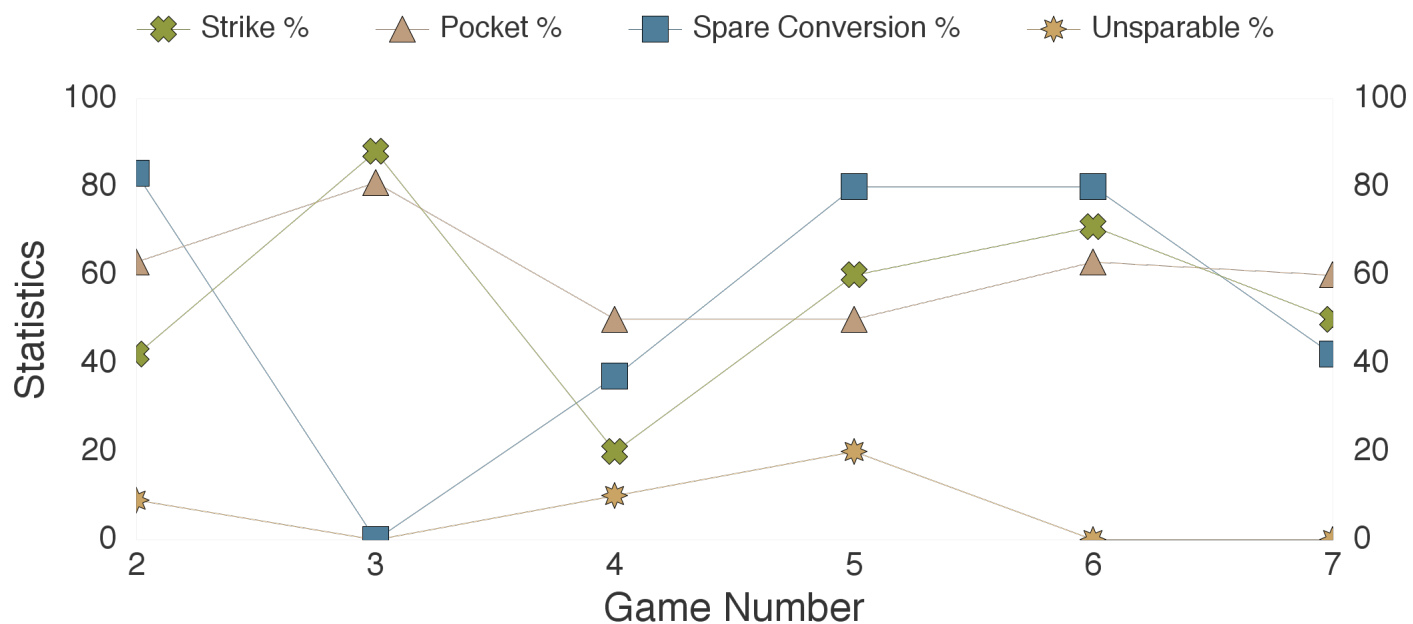 Strike % Pocket % Spare Conversion % Unsparable %
100 100
80 80
60 60
40 40
20 20
0 0
2 3 4 5 6 7
Statistics
Game Number